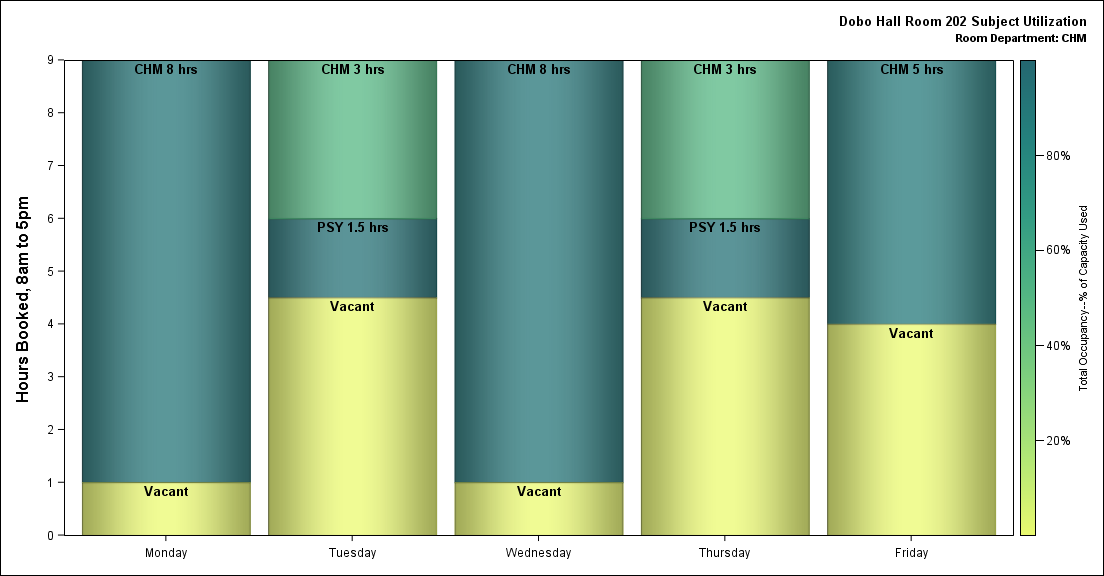 Dobo Hall Room 202 Subject Utilization
Room Department: CHM
Hours Booked, 8am to 5pm
9
8
7
6
5
4
3
2
1
0
CHM 8 hrs
Vacant
CHM 3 hrs
PSY 1.5 hrs
Vacant
CHM 8 hrs
Vacant
CHM 3 hrs
PSY 1.5 hrs
Vacant
CHM 5 hrs
Vacant
Monday
Tuesday
Wednesday
Thursday
Friday
80%
60%
40%
20%
Total Occupancy--% of Capacity Used